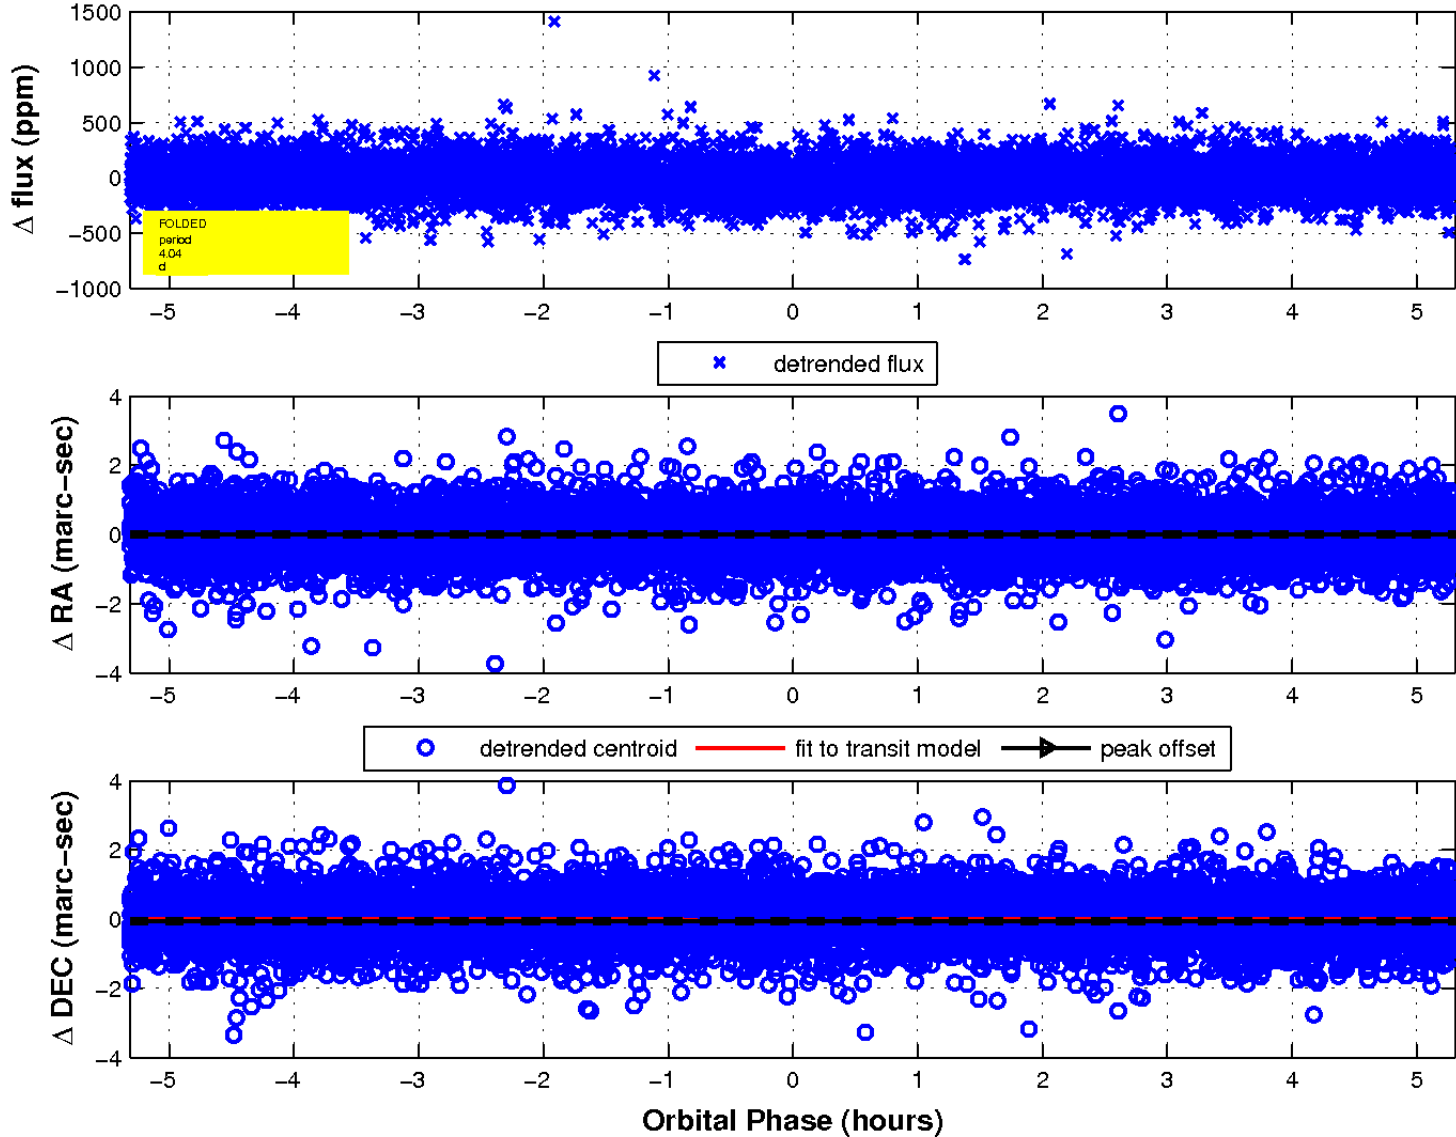 1500
1000
500
0
−500
−1000
Δ flux (ppm)
FOLDED
period
4.04
d
−5 −4 −3 −2 −1 0 1 2 3 4 5
detrended flux
4
2
0
−2
−4
Δ RA (marc−sec)
−5 −4 −3 −2 −1 0 1 2 3 4 5
detrended centroid fit to transit model peak offset
4
2
0
−2
−4
Δ DEC (marc−sec)
−5 −4 −3 −2 −1 0 1 2 3 4 5
Orbital Phase (hours)